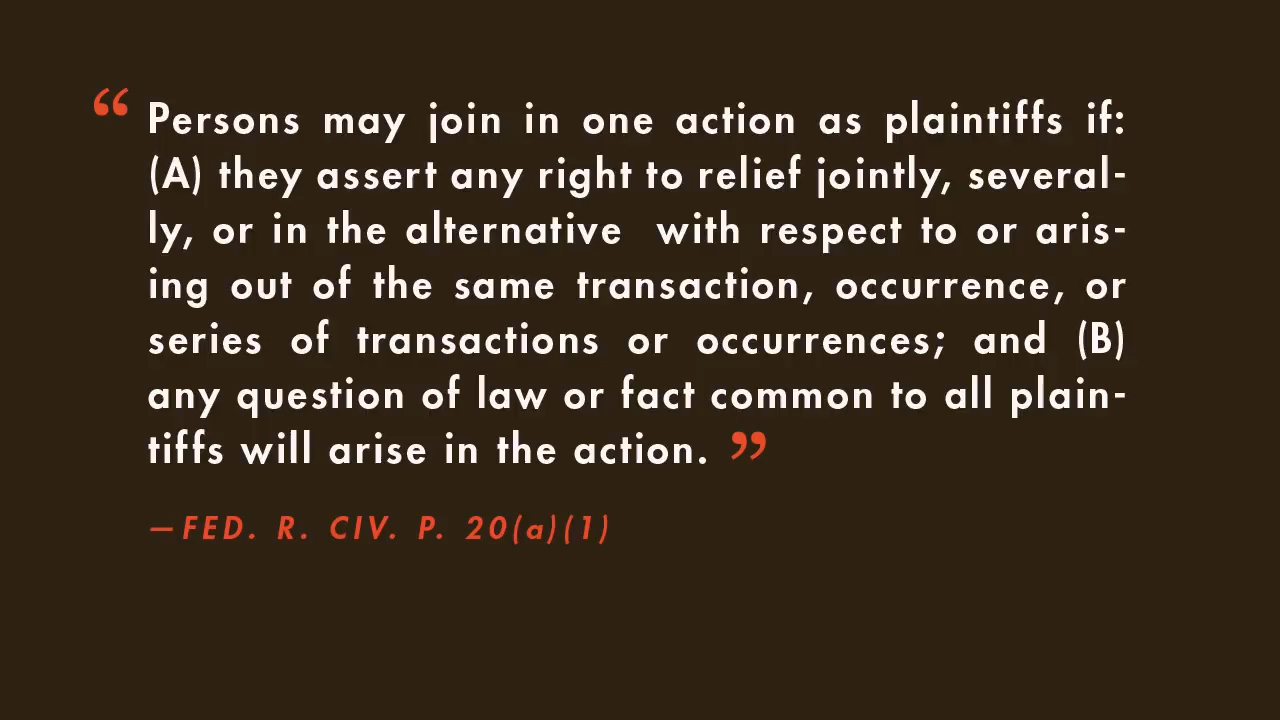 “ Persons may join in one action as plaintiffs if:
(A) they assert any right to relief jointly, several-
ly, or in the alternative  with respect to or aris-
ing out of the same transaction, occurrence, or
series of transactions or occurrences; and (B)
any question of law or fact common to all plain-
tiffs will arise in the action. ”
—FED. R. CIV. P. 20(a)(1)